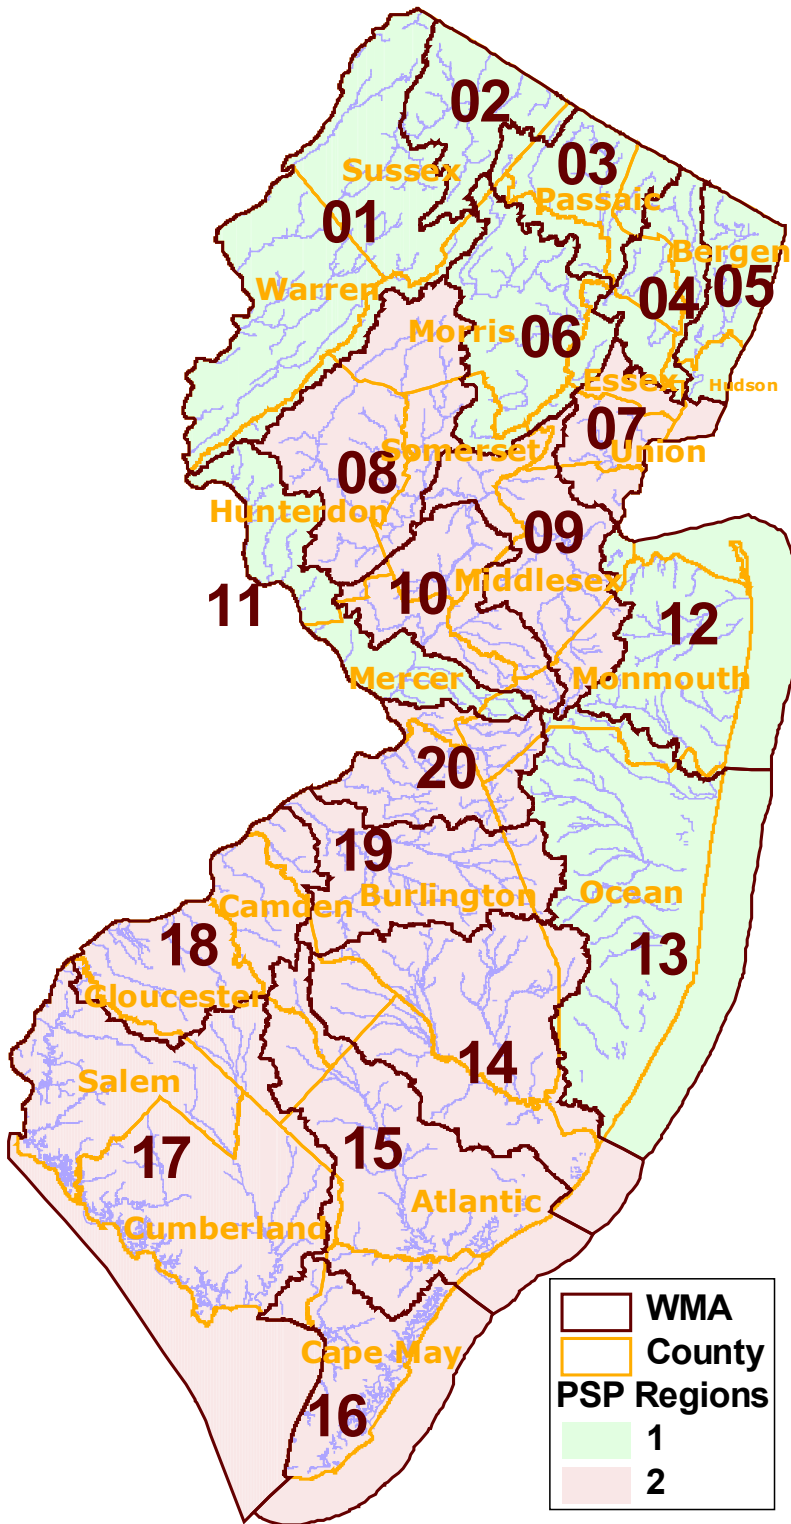 02
03
Sussex
Passaic
01
Bergen
Warren
04
05
Morris
06
Essex
Hudson
07
Somerset
Union
08
Hunterdon
09
Middlesex
10
11
12
Mercer
Monmouth
20
19
Burlington
Ocean
Camden
18
13
Gloucester
14
Salem
17
15
Atlantic
Cumberland
WMA
County
Cape May
PSP Regions
16
1
2